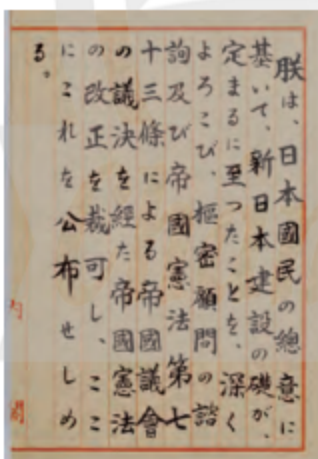 朕は、日本國民の總意に
基いて、新日本建設の礎が、
定まるに至つたことを、深く
よろこび、樞密顧問の諮
詢及び帝國憲法第七
十三條による帝國議會
の議決を経た帝國憲法
の改正を裁可し、ここ
にこれを公布せしめ
る。
内閣